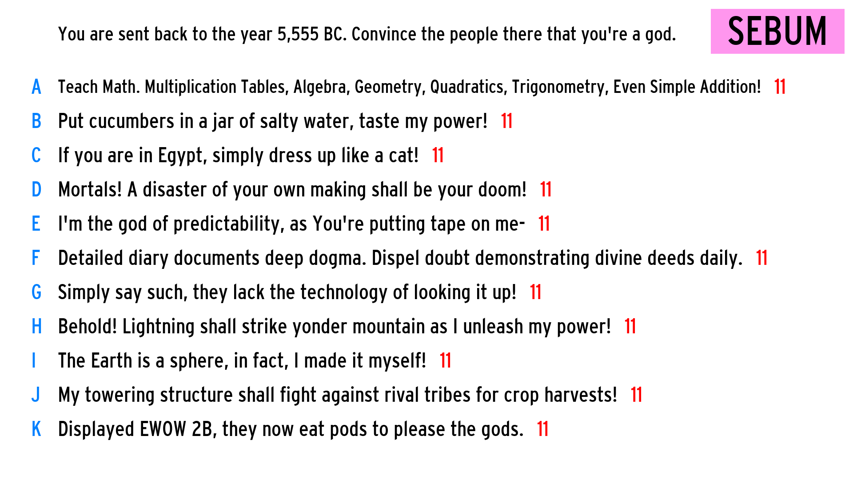 You are sent back to the year 5,555 BC. Convince the people there that you're a god.
SEBUM
A Teach Math. Multiplication Tables, Algebra, Geometry, Quadratics, Trigonometry, Even Simple Addition! 11
B Put cucumbers in a jar of salty water, taste my power! 11
C If you are in Egypt, simply dress up like a cat! 11
D Mortals! A disaster of your own making shall be your doom! 11
E I'm the god of predictability, as You're putting tape on me- 11
F Detailed diary documents deep dogma. Dispel doubt demonstrating divine deeds daily. 11
G Simply say such, they lack the technology of looking it up! 11
H Behold! Lightning shall strike yonder mountain as I unleash my power! 11
I The Earth is a sphere, in fact, I made it myself! 11
J My towering structure shall fight against rival tribes for crop harvests! 11
K Displayed EWOW 2B, they now eat pods to please the gods. 11